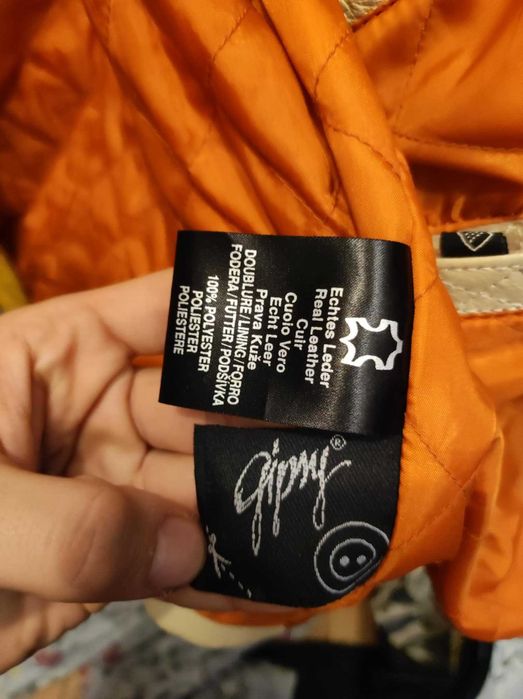 Echtes Leder
Real Leather
Cuir
Cuoio Vero
Echt Leer
Prava Kuže
DOUBLURE/LINING/FORRO
FODERA/FUTTER/PODŠÍVKA
100% POLYESTER
POLIESTER
POLIESTERE
gipsy®